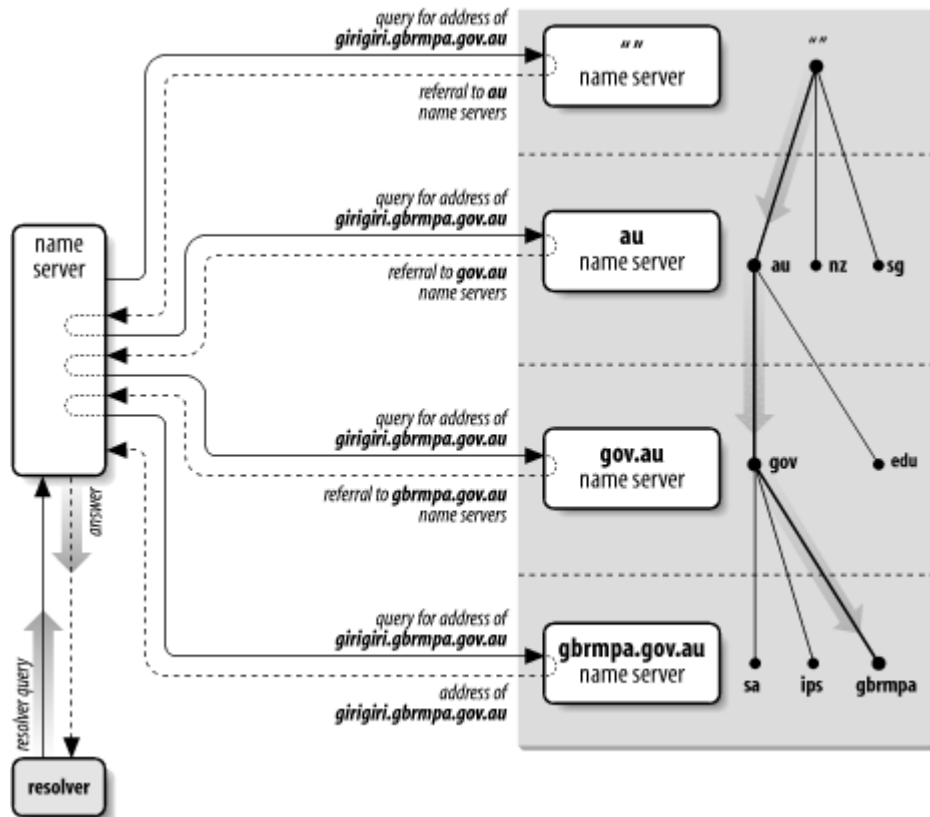 query for address of
girigiri.gbrmpa.gov.au
“ ”
name server
“ ”
referral to au
name servers
query for address of
girigiri.gbrmpa.gov.au
au
name server
name
server
referral to gov.au
name servers
au
nz
sg
query for address of
girigiri.gbrmpa.gov.au
gov.au
name server
gov
edu
referral to gbrmpa.gov.au
name servers
answer
query for address of
girigiri.gbrmpa.gov.au
gbrmpa.gov.au
name server
sa
ips
gbrmpa
address of
girigiri.gbrmpa.gov.au
resolver query
resolver